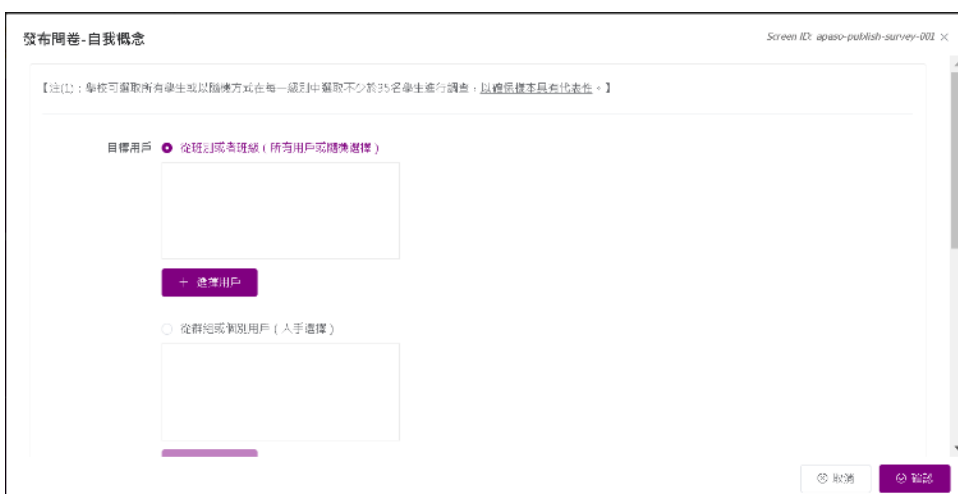 發布問卷-自我概念
Screen ID: apaso-publish-survey-001
【注(1)：學校可選取所有學生或以隨機方式在每一級別中選取不少於35名學生進行調查，以確保樣本具有代表性。】
目標用戶
從班別或者班級 ( 所有用戶或隨機選擇 )
+ 選擇用戶
從群組或個別用戶 ( 人手選擇 )
取消
確認